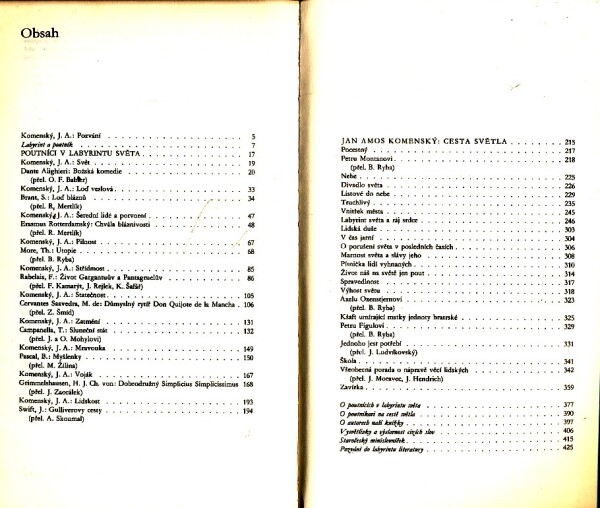 Obsah
Komenský, J. A.: Pozvání . . . . . . . . . . . . . . . . . 5
Labyrint a poutník . . . . . . . . . . . . . . . . . 7
POUTNÍCI V LABYRINTU SVĚTA . . . . . . . . . . . . . . . . . 17
Komenský, J. A.: Svět . . . . . . . . . . . . . . . . . 19
Dante Alighieri: Božská komedie . . . . . . . . . . . . . . . . . 20
(přel. O. F. Babler)
Komenský, J. A.: Loď veslová . . . . . . . . . . . . . . . . . 33
Brant, S.: Loď bláznů . . . . . . . . . . . . . . . . . 34
(přel. R. Mertlík)
Komenský, J. A.: Šerední lidé a potvorní . . . . . . . . . . . . . . . . . 47
Erasmus Rotterdamský: Chvála bláznivosti . . . . . . . . . . . . . . . . . 48
(přel. R. Mertlík)
Komenský, J. A.: Pilnost . . . . . . . . . . . . . . . . . 67
More, Th.: Utopie . . . . . . . . . . . . . . . . . 68
(přel. B. Ryba)
Komenský, J. A.: Střídmost . . . . . . . . . . . . . . . . . 85
Rabelais, F.: Život Gargantuův a Pantagruelův . . . . . . . . . . . . . . . . . 86
(přel. F. Kamarýt, J. Rejlek, K. Šafář)
Komenský, J. A.: Statečnost . . . . . . . . . . . . . . . . . 105
Cervantes Saavedra, M. de: Důmyslný rytíř Don Quijote de la Mancha . 106
(přel. Z. Šmíd)
Komenský, J. A.: Zatmění . . . . . . . . . . . . . . . . . 131
Campanella, T.: Sluneční stát . . . . . . . . . . . . . . . . . 132
(přel. J. a O. Mohylovi)
Komenský, J. A.: Mravouka . . . . . . . . . . . . . . . . . 149
Pascal, B.: Myšlenky . . . . . . . . . . . . . . . . . 150
(přel. M. Žilina)
Komenský, J. A.: Voják . . . . . . . . . . . . . . . . . 167
Grimmelshausen, H. J. Ch. von: Dobrodružný Simplicius Simplicissimus . 168
(přel. J. Zaorálek)
Komenský, J. A.: Lidskost . . . . . . . . . . . . . . . . . 193
Swift, J.: Gulliverovy cesty . . . . . . . . . . . . . . . . . 194
(přel. A. Skoumal)
JAN AMOS KOMENSKÝ: CESTA SVĚTLA . . . . . . . . . . . . . . . . . 215
Pocestný . . . . . . . . . . . . . . . . . 217
Petru Montanovi . . . . . . . . . . . . . . . . . 218
(přel. B. Ryba)
Nebe . . . . . . . . . . . . . . . . . 225
Divadlo světa . . . . . . . . . . . . . . . . . 226
Listové do nebe . . . . . . . . . . . . . . . . . 229
Truchlivý . . . . . . . . . . . . . . . . . 235
Vnitřek města . . . . . . . . . . . . . . . . . 245
Labyrint světa a ráj srdce . . . . . . . . . . . . . . . . . 246
Lidská duše . . . . . . . . . . . . . . . . . 303
V čas jarní . . . . . . . . . . . . . . . . . 304
O porušení světa v posledních časích . . . . . . . . . . . . . . . . . 306
Marnost světa a slávy jeho . . . . . . . . . . . . . . . . . 308
Písnička lidí vyhnaných . . . . . . . . . . . . . . . . . 310
Život náš na světě jen pouť . . . . . . . . . . . . . . . . . 314
Spravedlnost . . . . . . . . . . . . . . . . . 317
Výhost světu . . . . . . . . . . . . . . . . . 318
Axelu Oxenstjernovi . . . . . . . . . . . . . . . . . 323
(přel. B. Ryba)
Kšaft umírající matky jednoty bratrské . . . . . . . . . . . . . . . . . 325
Petru Figulovi . . . . . . . . . . . . . . . . . 329
(přel. B. Ryba)
Jednoho jest potřebí . . . . . . . . . . . . . . . . . 331
(přel. J. Ludvíkovský)
Škola . . . . . . . . . . . . . . . . . 341
Všeobecná porada o nápravě věcí lidských . . . . . . . . . . . . . . . . . 342
(přel. J. Moravec, J. Hendrich)
Zavírka . . . . . . . . . . . . . . . . . 359
O poutnících v labyrintu světa . . . . . . . . . . . . . . . . . 377
O poutníkovi na cestě světla . . . . . . . . . . . . . . . . . 390
O autorech naší knížky . . . . . . . . . . . . . . . . . 397
Vysvětlivky a výslovnost cizích slov . . . . . . . . . . . . . . . . . 406
Staročeský minislovníček . . . . . . . . . . . . . . . . . 415
Pozvání do labyrintu literatury . . . . . . . . . . . . . . . . . 425